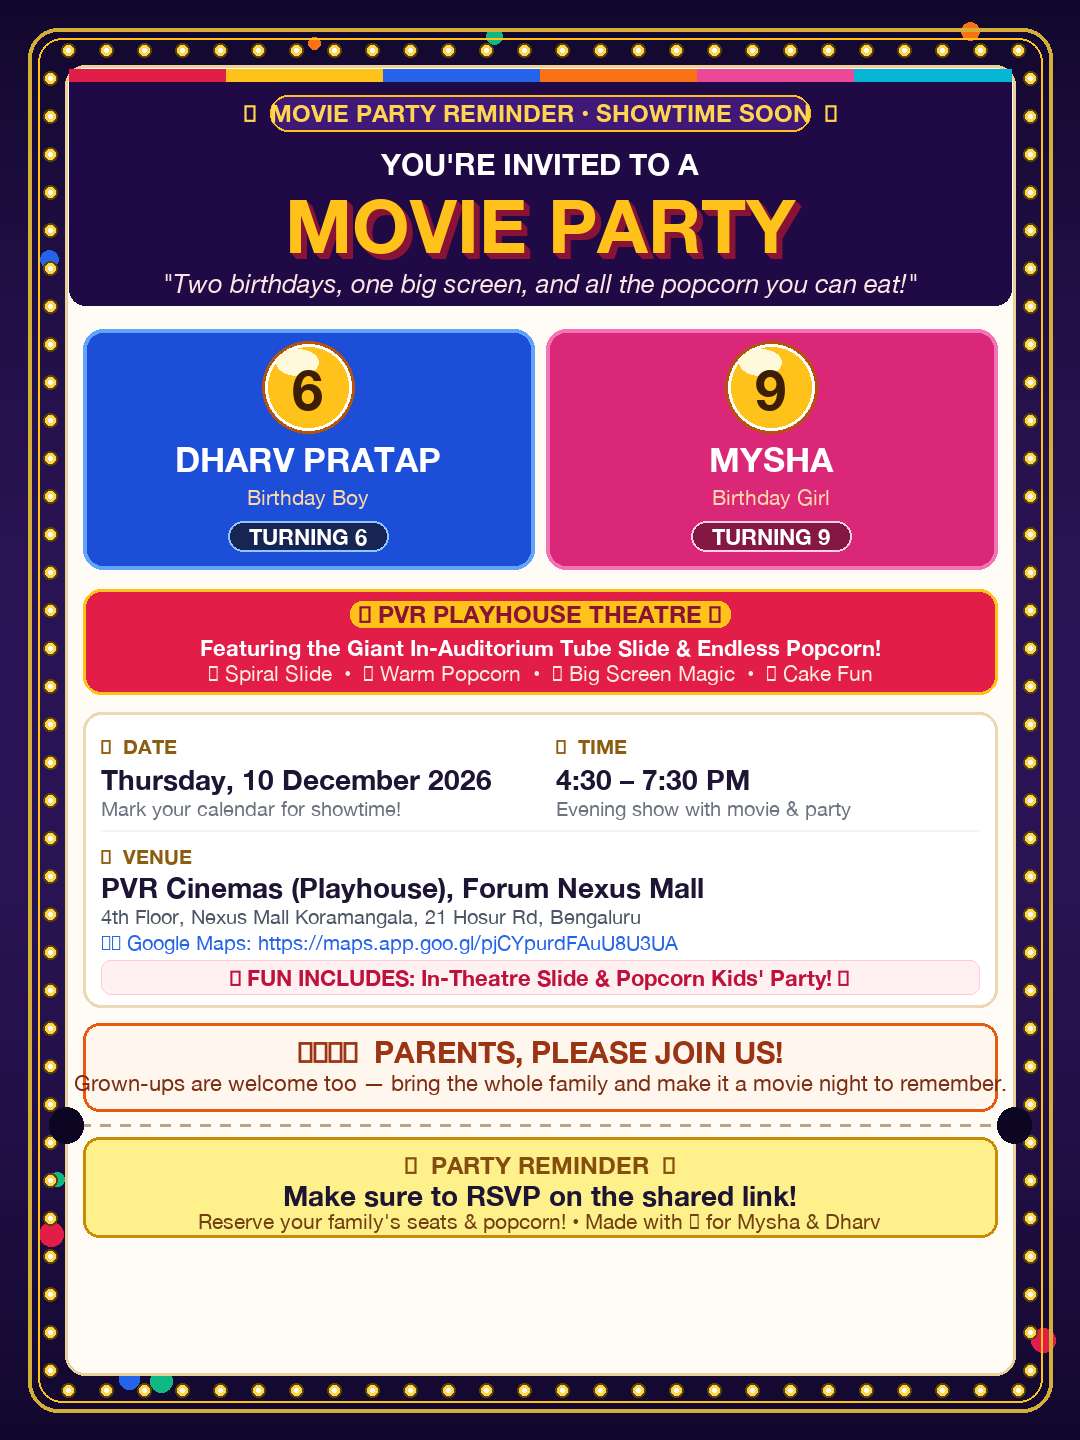 MOVIE PARTY REMINDER • SHOWTIME SOON
YOU'RE INVITED TO A
MOVIE PARTY
"Two birthdays, one big screen, and all the popcorn you can eat!"
6
DHARV PRATAP
Birthday Boy
TURNING 6
9
MYSHA
Birthday Girl
TURNING 9
PVR PLAYHOUSE THEATRE
Featuring the Giant In-Auditorium Tube Slide & Endless Popcorn!
Spiral Slide • Warm Popcorn • Big Screen Magic • Cake Fun
DATE
Thursday, 10 December 2026
Mark your calendar for showtime!
TIME
4:30 – 7:30 PM
Evening show with movie & party
VENUE
PVR Cinemas (Playhouse), Forum Nexus Mall
4th Floor, Nexus Mall Koramangala, 21 Hosur Rd, Bengaluru
Google Maps: https://maps.app.goo.gl/pjCYpurdFAuU8U3UA
FUN INCLUDES: In-Theatre Slide & Popcorn Kids' Party!
PARENTS, PLEASE JOIN US!
Grown-ups are welcome too — bring the whole family and make it a movie night to remember.
PARTY REMINDER
Make sure to RSVP on the shared link!
Reserve your family's seats & popcorn! • Made with for Mysha & Dharv